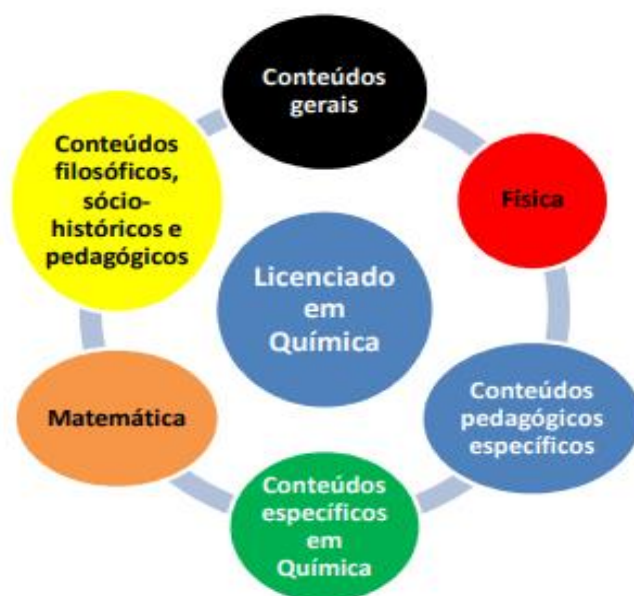 Conteúdos
gerais
Conteúdos
filosóficos,
sócio-
históricos e
pedagógicos
Física
Licenciado
em
Química
Matemática
Conteúdos
pedagógicos
específicos
Conteúdos
específicos
em
Química